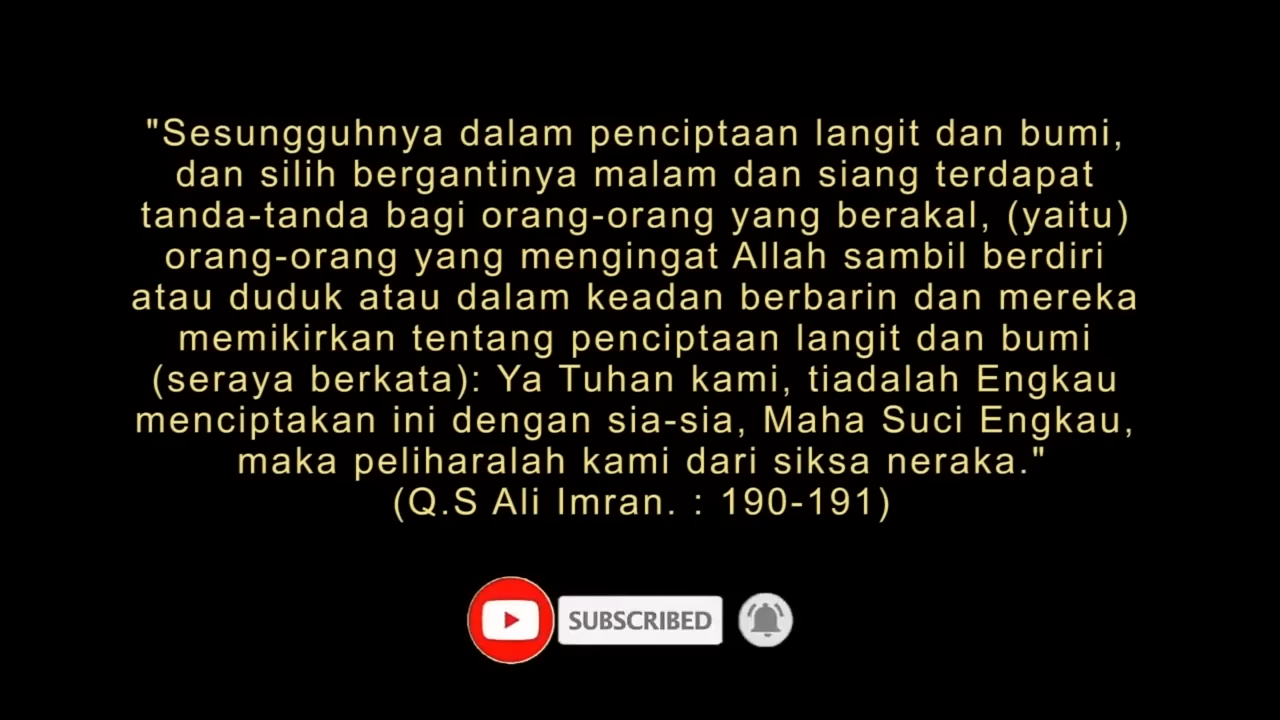 "Sesungguhnya dalam penciptaan langit dan bumi,
dan silih bergantinya malam dan siang terdapat
tanda-tanda bagi orang-orang yang berakal, (yaitu)
orang-orang yang mengingat Allah sambil berdiri
atau duduk atau dalam keadan berbarin dan mereka
memikirkan tentang penciptaan langit dan bumi
(seraya berkata): Ya Tuhan kami, tiadalah Engkau
menciptakan ini dengan sia-sia, Maha Suci Engkau,
maka peliharalah kami dari siksa neraka."
(Q.S Ali Imran. : 190-191)
SUBSCRIBED